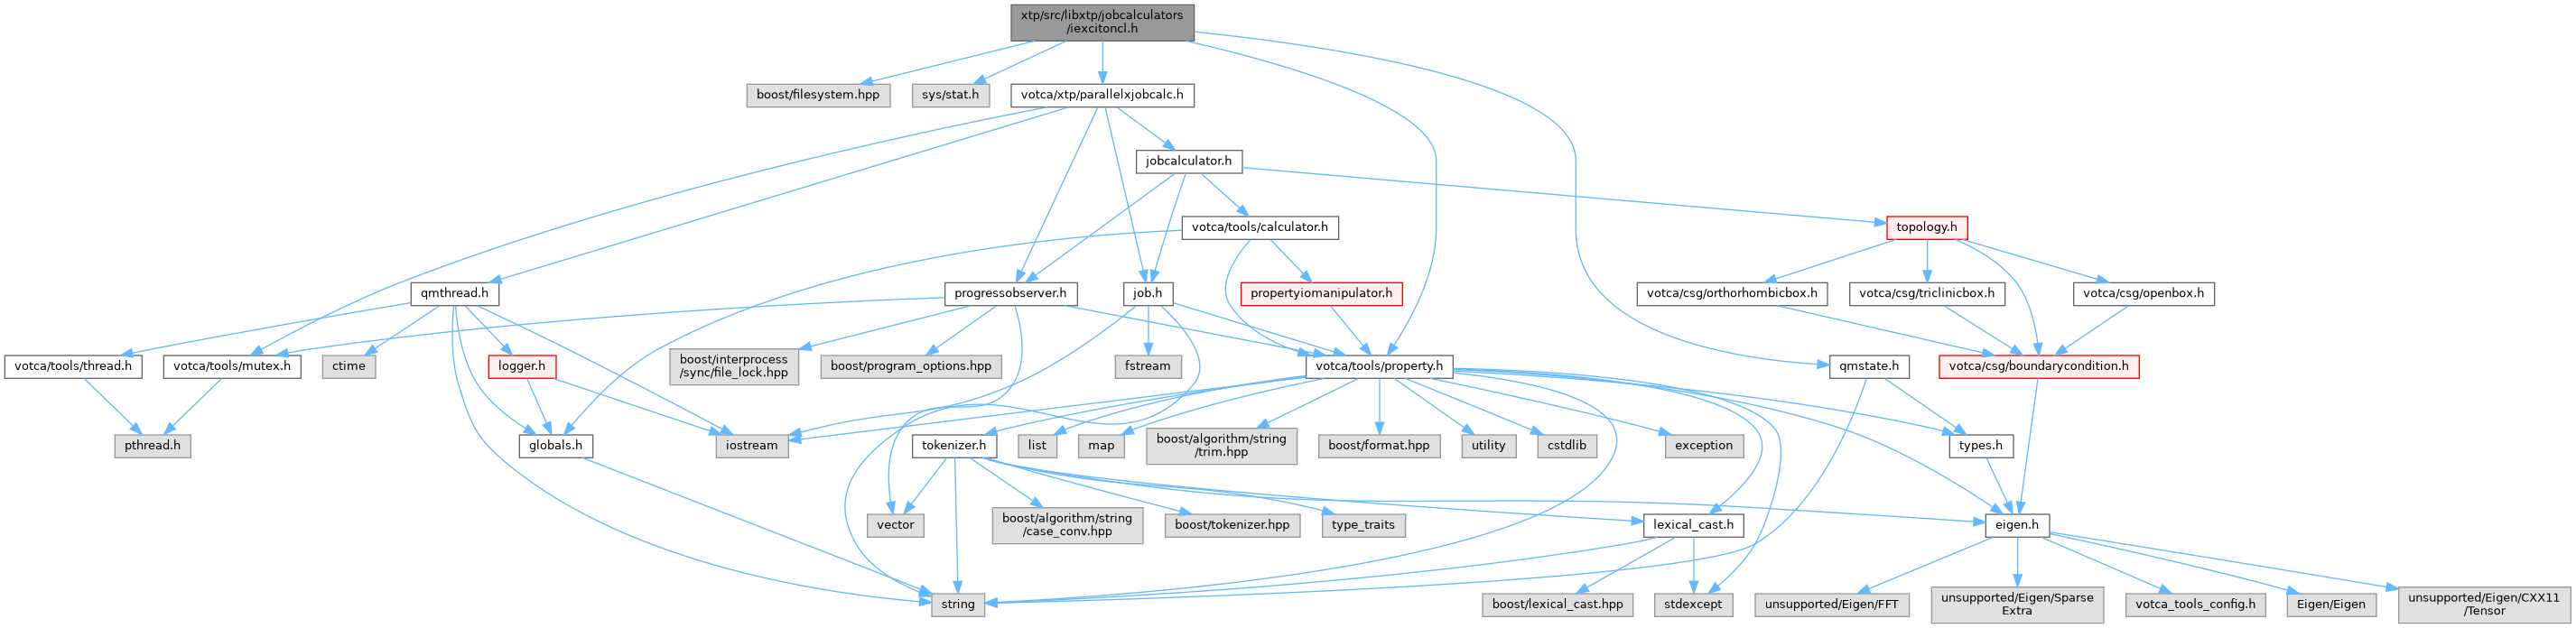 xtp/src/libxtp/jobcalculators
/iexcitoncl.h
boost/filesystem.hpp
sys/stat.h
votca/xtp/parallelxjobcalc.h
jobcalculator.h
votca/tools/calculator.h
topology.h
qmthread.h
progressobserver.h
job.h
propertyiomanipulator.h
votca/csg/orthorhombicbox.h
votca/csg/triclinicbox.h
votca/csg/openbox.h
votca/tools/thread.h
votca/tools/mutex.h
ctime
logger.h
boost/interprocess
/sync/file_lock.hpp
boost/program_options.hpp
fstream
votca/tools/property.h
qmstate.h
votca/csg/boundarycondition.h
pthread.h
globals.h
iostream
tokenizer.h
list
map
boost/algorithm/string
/trim.hpp
boost/format.hpp
utility
cstdlib
exception
types.h
vector
boost/algorithm/string
/case_conv.hpp
boost/tokenizer.hpp
type_traits
lexical_cast.h
eigen.h
string
boost/lexical_cast.hpp
stdexcept
unsupported/Eigen/FFT
unsupported/Eigen/Sparse
Extra
votca_tools_config.h
Eigen/Eigen
unsupported/Eigen/CXX11
/Tensor